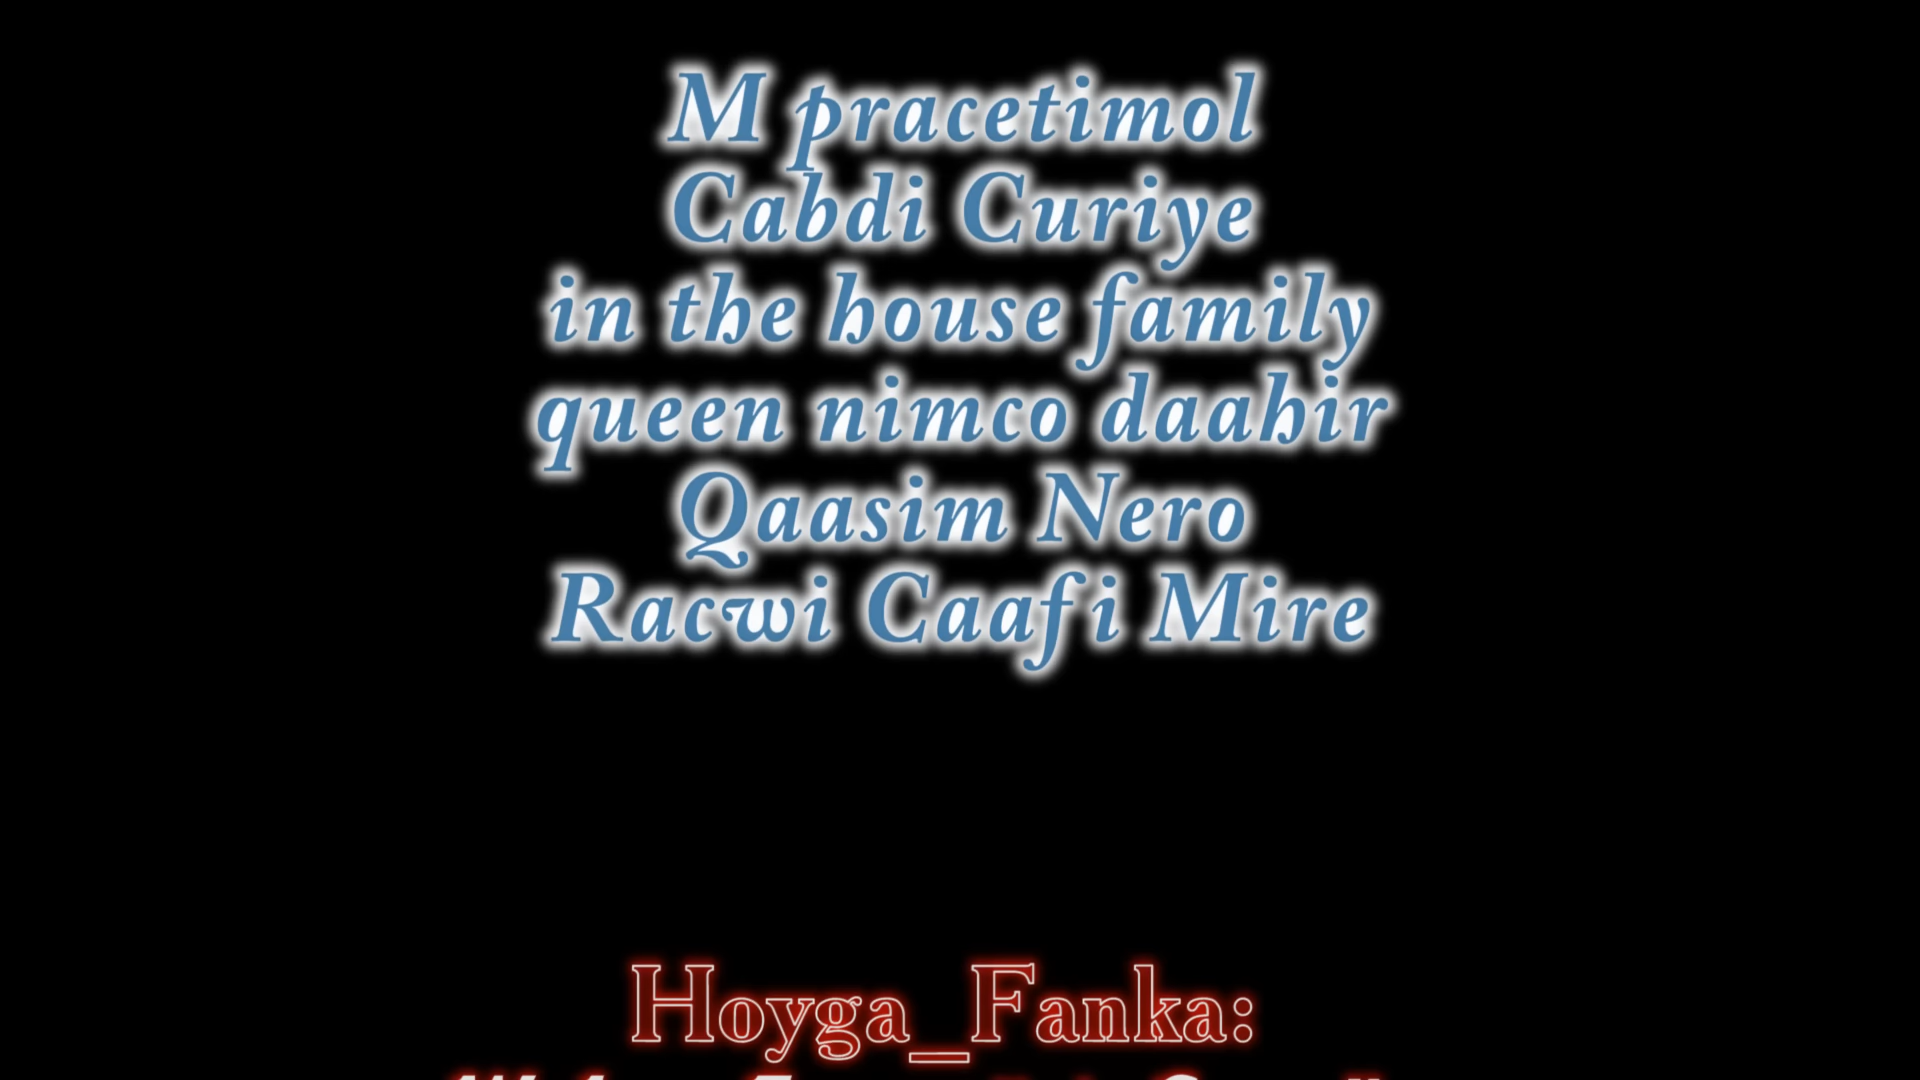 M pracetimol
Cabdi Curiye
in the house family
queen nimco daahir
Qaasim Nero
Racwi Caafi Mire
Hoyga_Fanka: